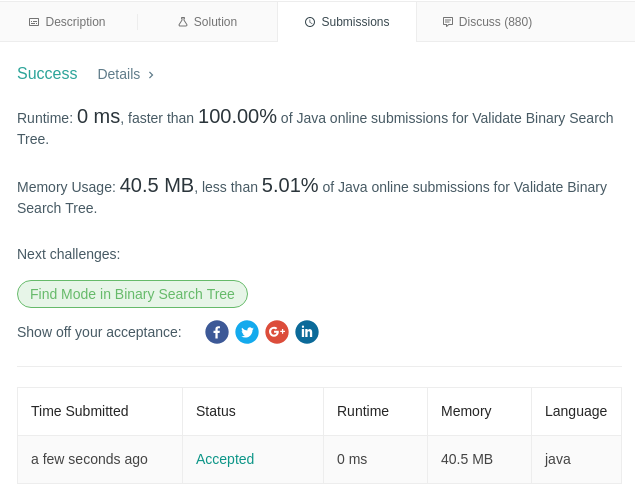 Description Solution Submissions Discuss (880)
Success Details >
Runtime: 0 ms, faster than 100.00% of Java online submissions for Validate Binary Search
Tree.
Memory Usage: 40.5 MB, less than 5.01% of Java online submissions for Validate Binary
Search Tree.
Next challenges:
Find Mode in Binary Search Tree
Show off your acceptance: f G+ in
Time Submitted Status Runtime Memory Language
a few seconds ago Accepted 0 ms 40.5 MB java